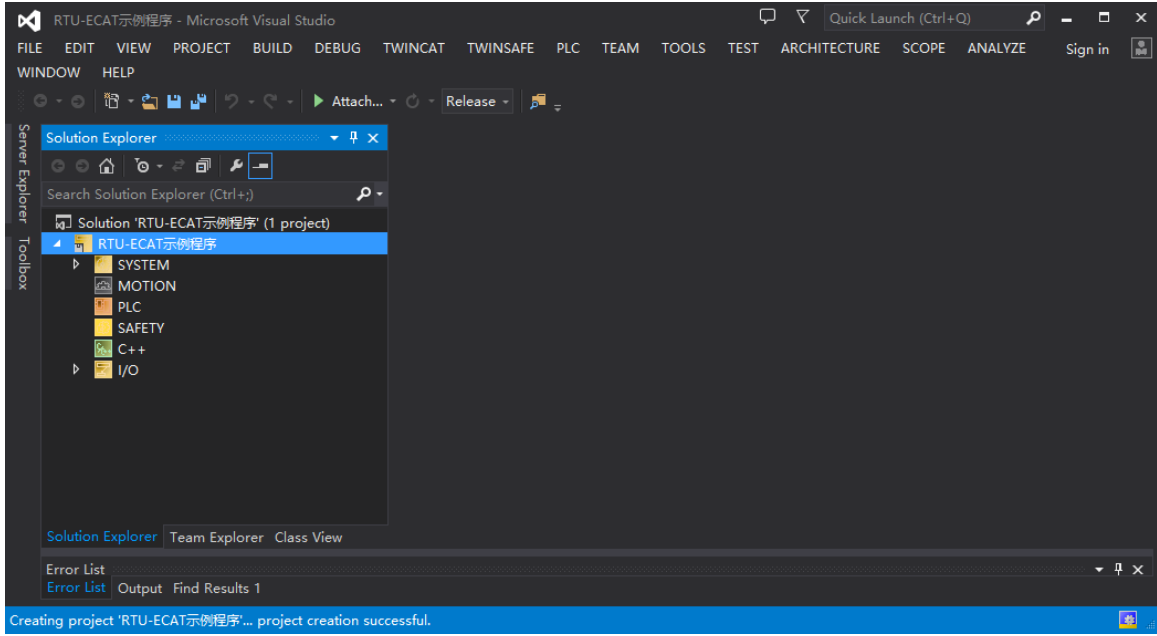 RTU-ECAT示例程序 - Microsoft Visual Studio
Quick Launch (Ctrl+Q)
FILE EDIT VIEW PROJECT BUILD DEBUG TWINCAT TWINSAFE PLC TEAM TOOLS TEST ARCHITECTURE SCOPE ANALYZE Sign in
WINDOW HELP
Attach... Release
Server Explorer
Toolbox
Solution Explorer
Search Solution Explorer (Ctrl+;)
Solution 'RTU-ECAT示例程序' (1 project)
RTU-ECAT示例程序
SYSTEM
MOTION
PLC
SAFETY
C++
I/O
Solution Explorer Team Explorer Class View
Error List
Error List Output Find Results 1
Creating project 'RTU-ECAT示例程序'... project creation successful.